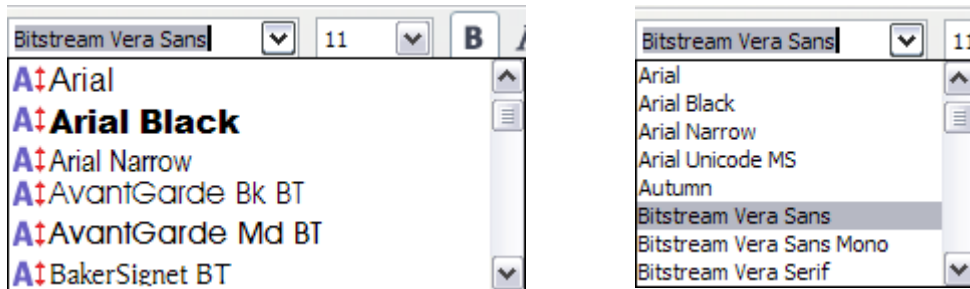 Bitstream Vera Sans 11 B
Arial
Arial Black
Arial Narrow
AvantGarde Bk BT
AvantGarde Md BT
BakerSignet BT
Bitstream Vera Sans 11
Arial
Arial Black
Arial Narrow
Arial Unicode MS
Autumn
Bitstream Vera Sans
Bitstream Vera Sans Mono
Bitstream Vera Serif